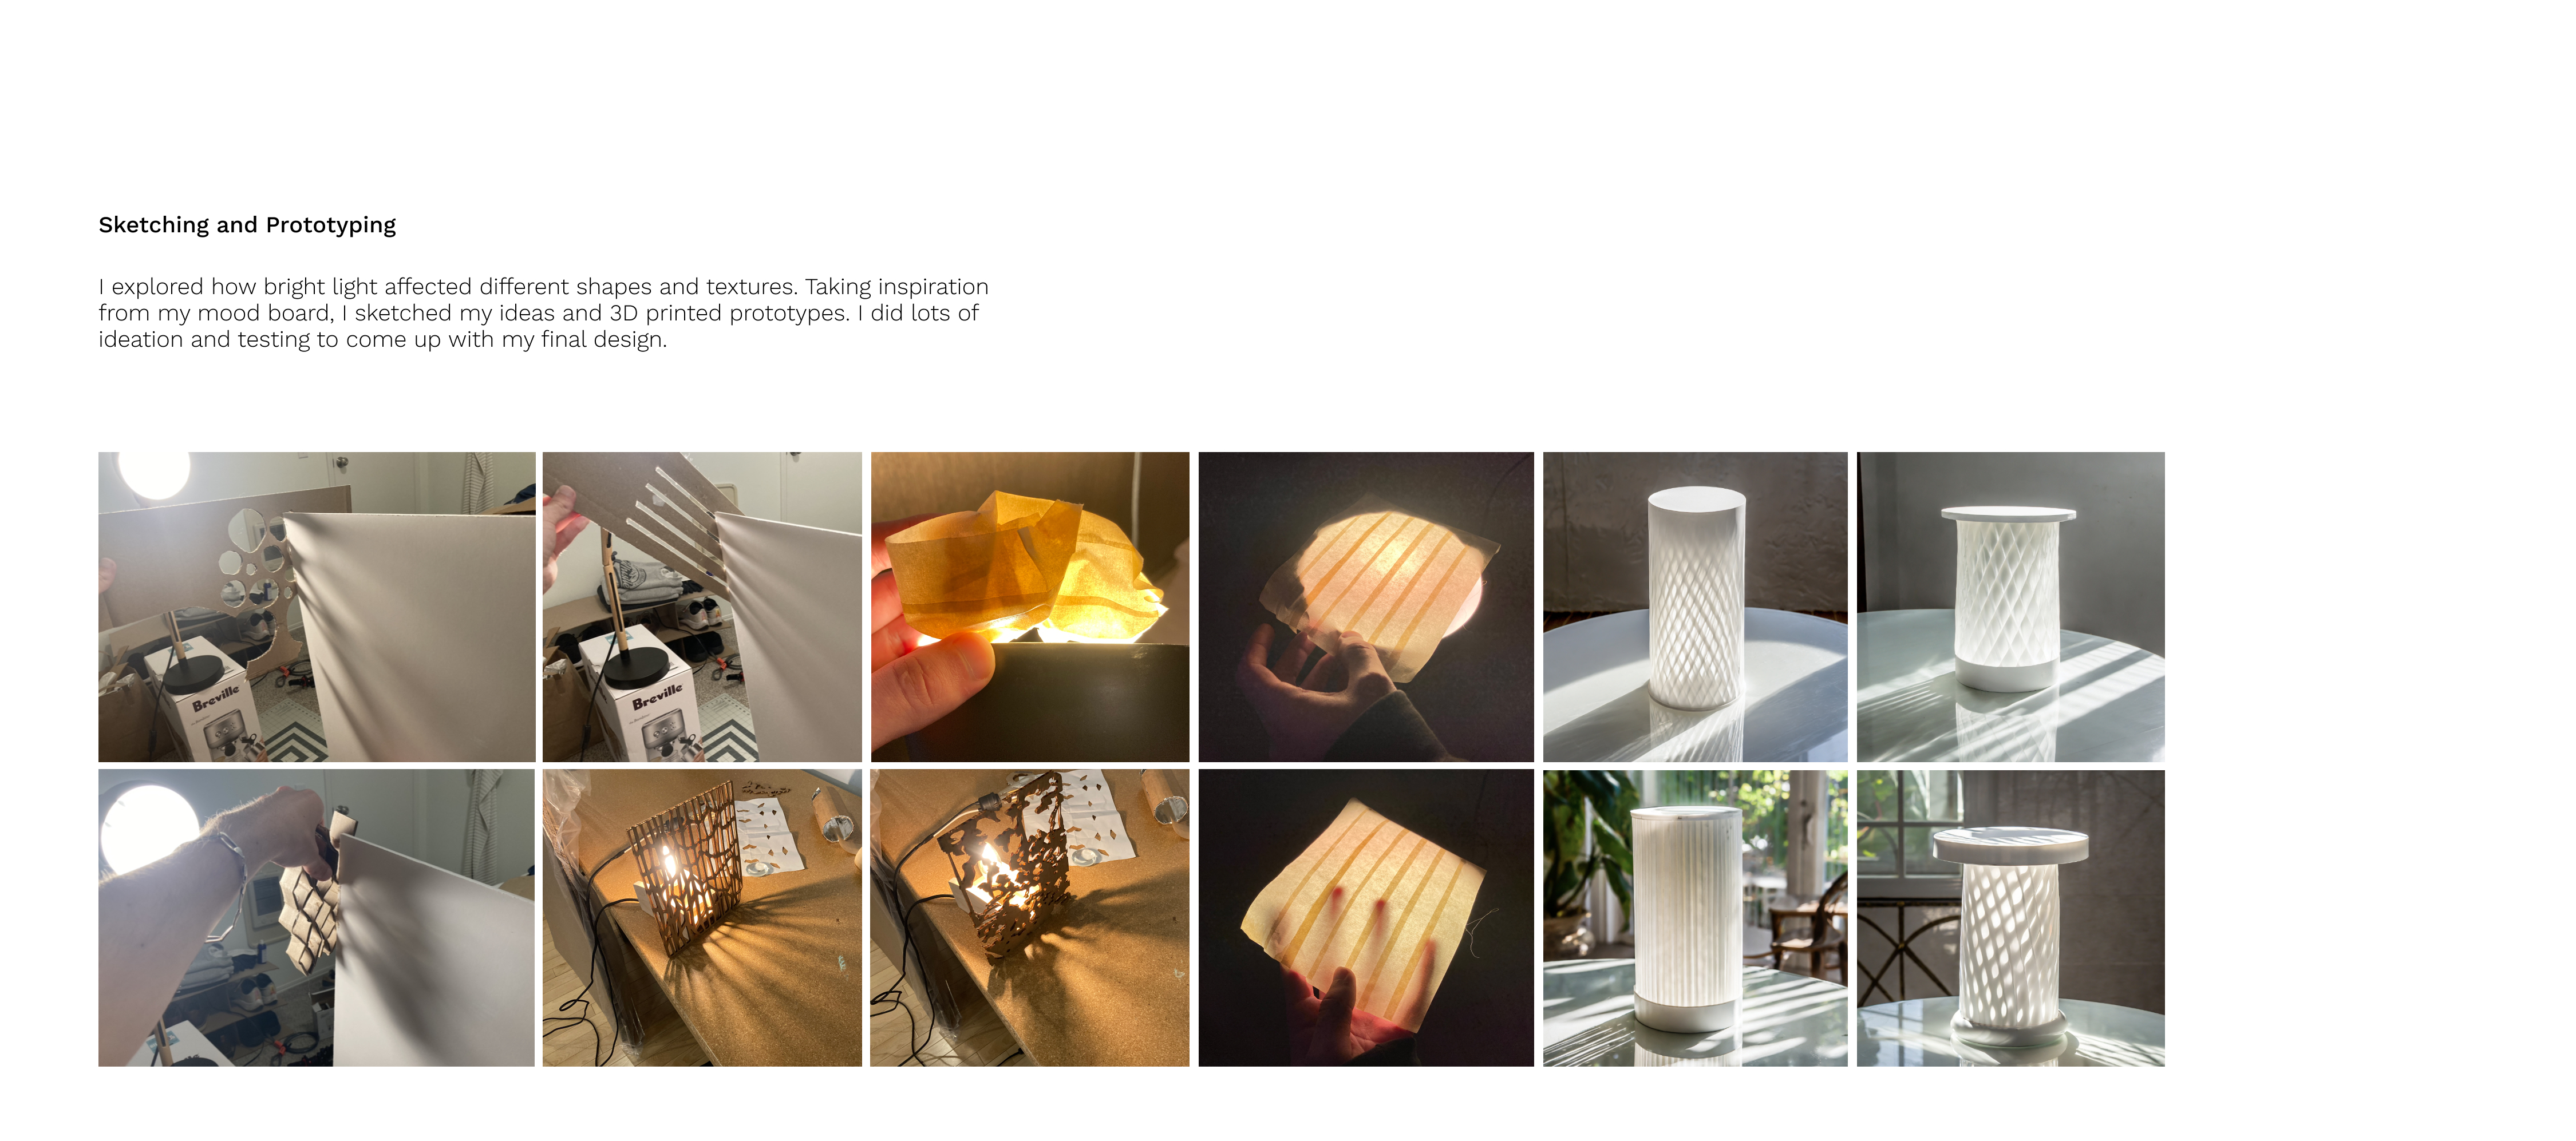 Sketching and Prototyping
I explored how bright light affected different shapes and textures. Taking inspiration
from my mood board, I sketched my ideas and 3D printed prototypes. I did lots of
ideation and testing to come up with my final design.
Breville
Breville